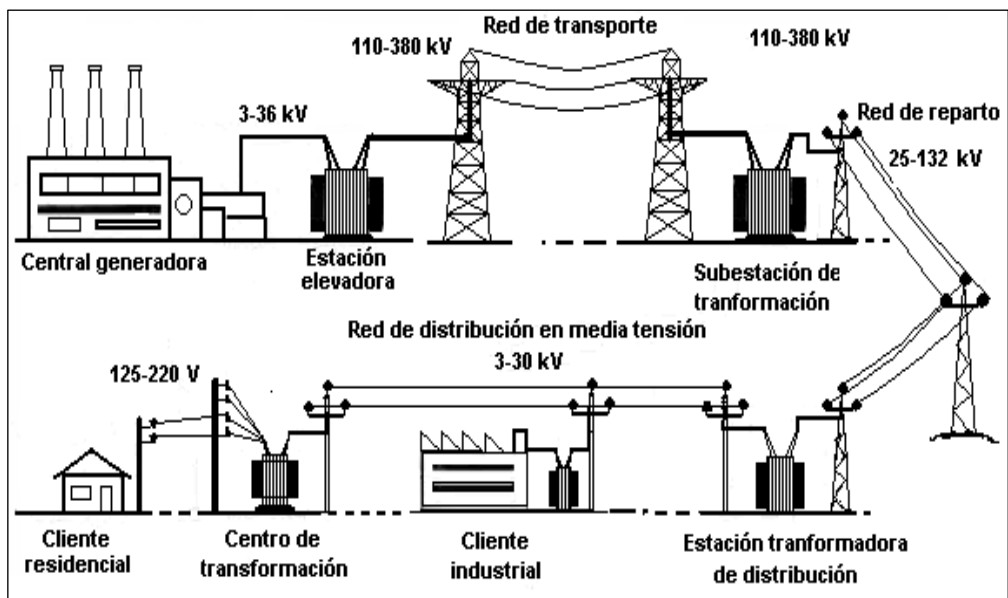 Red de transporte
110-380 kV
110-380 kV
3-36 kV
Red de reparto
25-132 kV
Central generadora
Estación
elevadora
Subestación de
tranformación
Red de distribución en media tensión
3-30 kV
125-220 V
Cliente
residencial
Centro de
transformación
Cliente
industrial
Estación tranformadora
de distribución